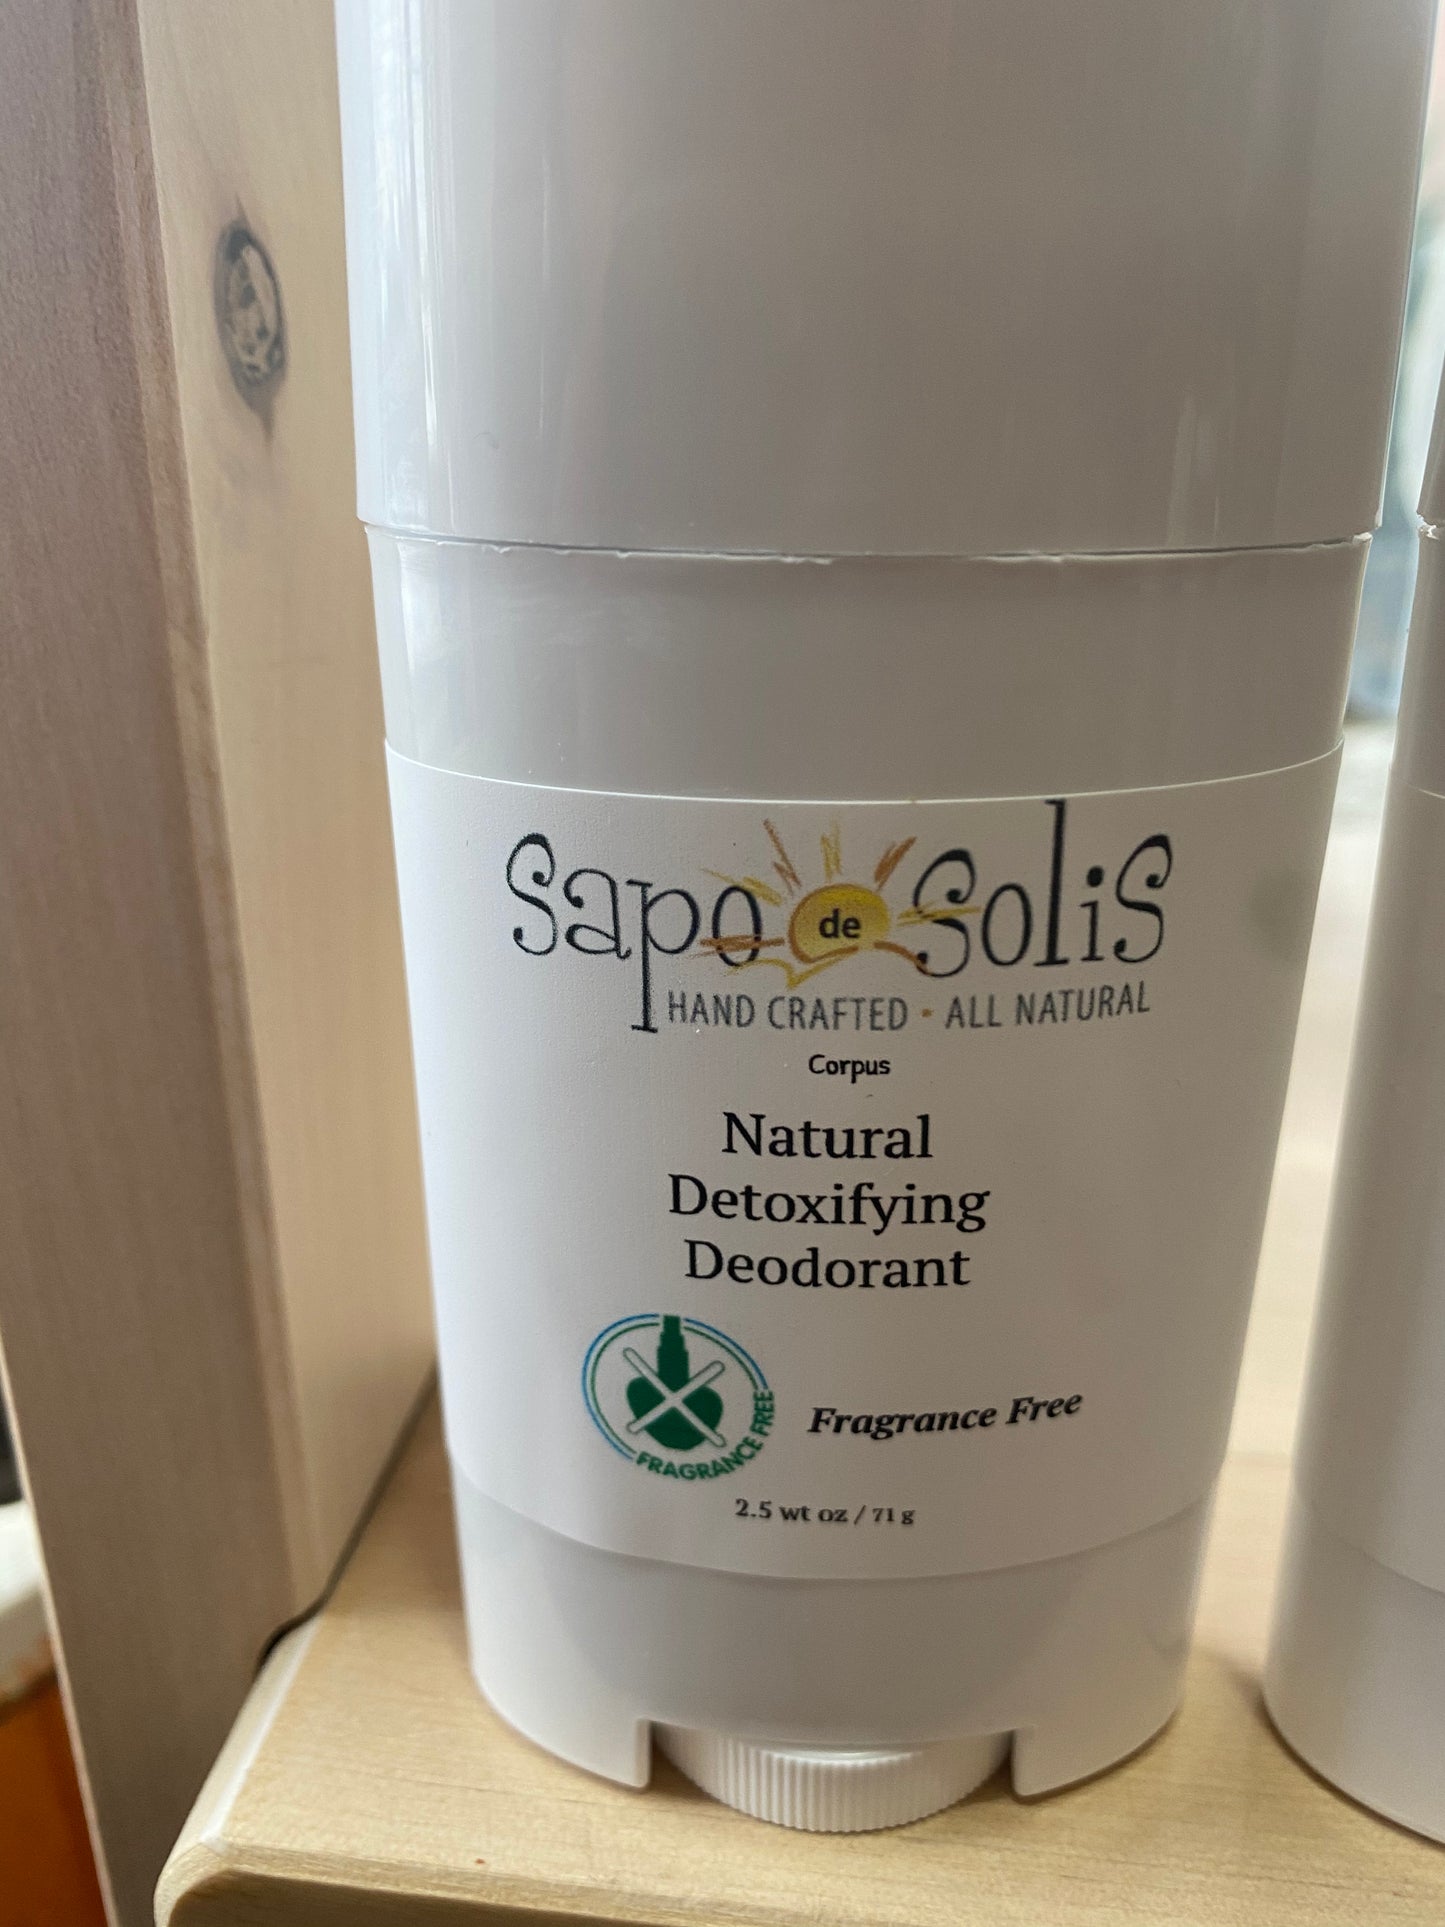 sapo de soliS
HAND CRAFTED • ALL NATURAL
Corpus
Natural
Detoxifying
Deodorant
FRAGRANCE FREE
Fragrance Free
2.5 wt oz / 71 g